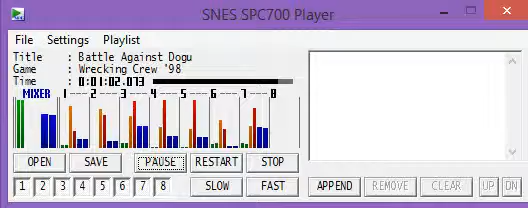 SNES SPC700 Player
File Settings Playlist
Title : Battle Against Dogu
Game : Wrecking Crew '98
Time : 0:01:02.073
MIXER 1 2 3 4 5 6 7 8
OPEN SAVE PAUSE RESTART STOP
1 2 3 4 5 6 7 8 SLOW FAST APPEND REMOVE CLEAR UP DN